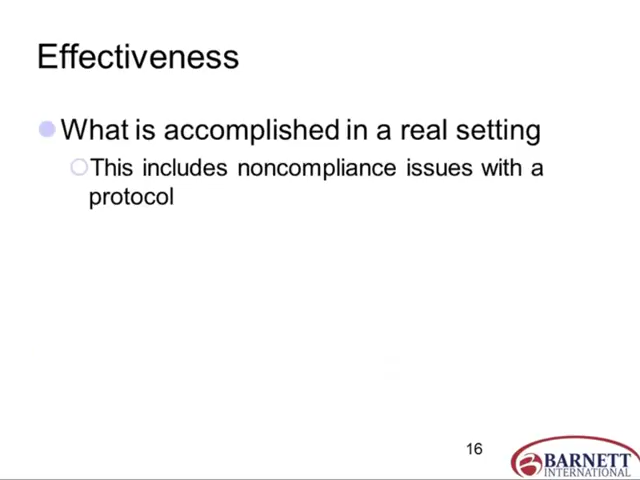 Effectiveness
What is accomplished in a real setting
This includes noncompliance issues with a
protocol
16
BARNETT
INTERNATIONAL